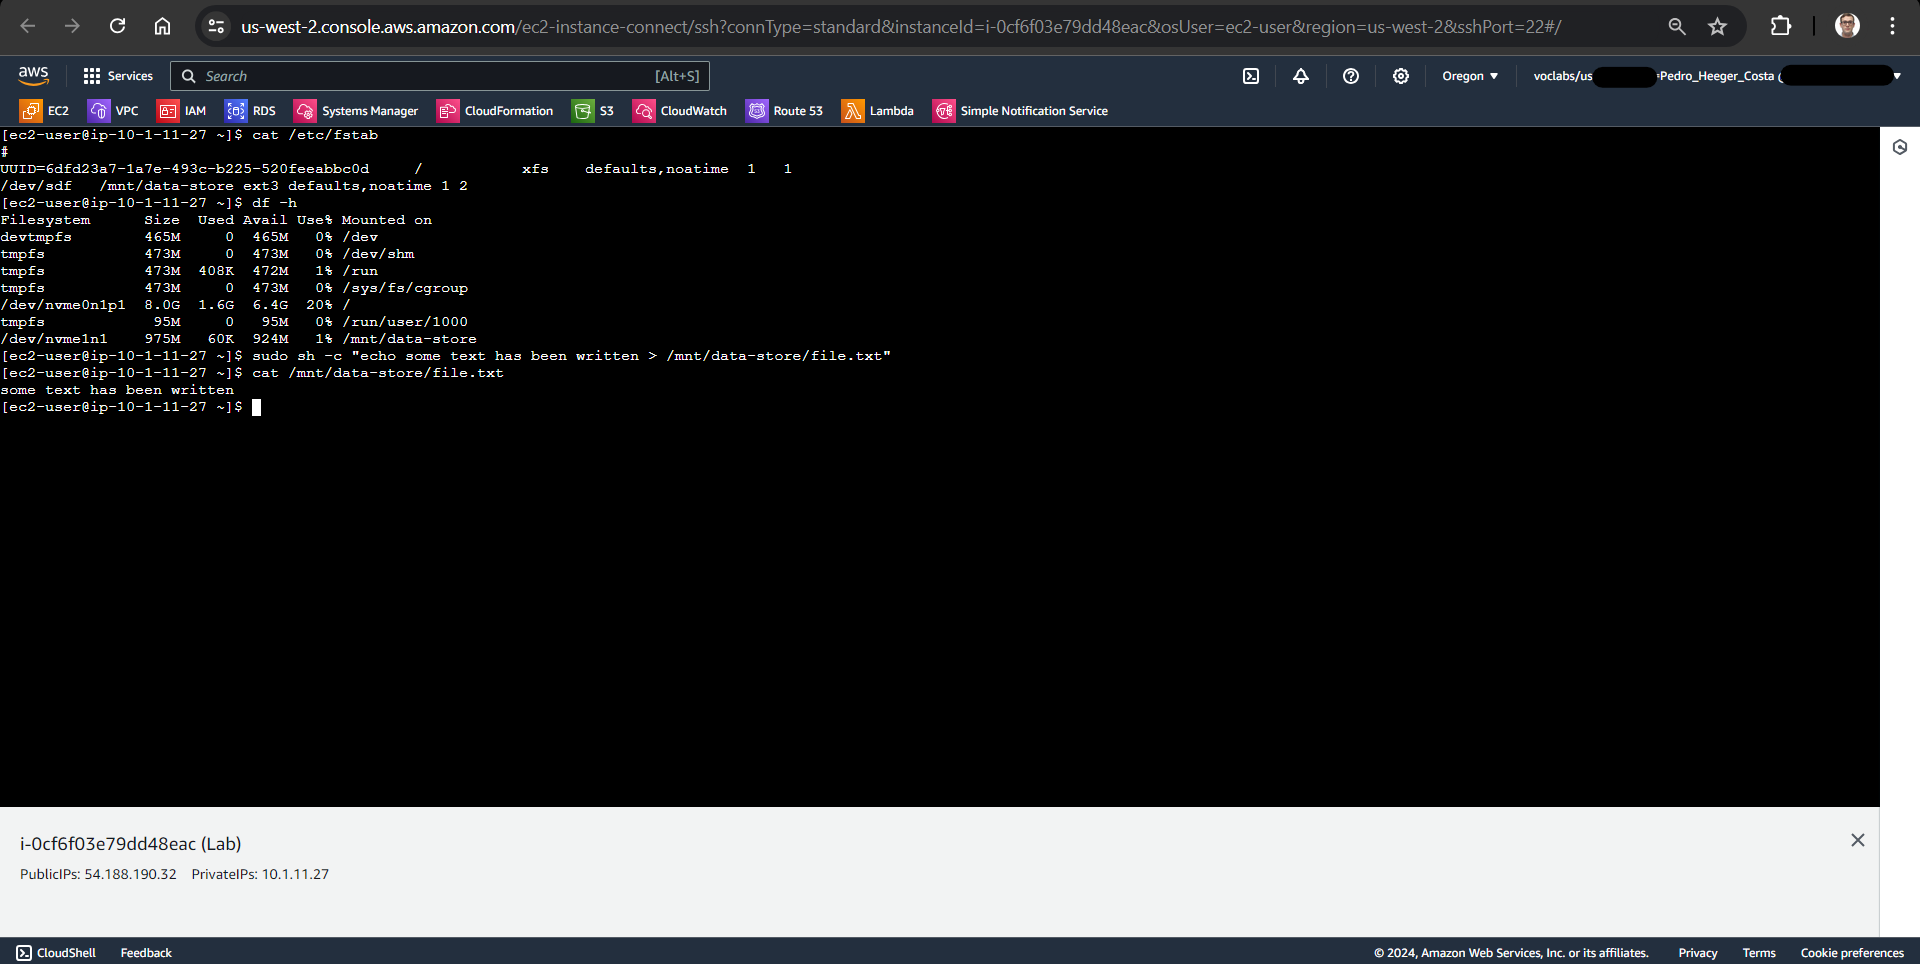 us-west-2.console.aws.amazon.com/ec2-instance-connect/ssh?connType=standard&instanceId=i-0cf6f03e79dd48eac&osUser=ec2-user&region=us-west-2&sshPort=22#/
aws Services Search [Alt+S] Oregon voclabs/us Pedro_Heeger_Costa
EC2 VPC IAM RDS Systems Manager CloudFormation S3 CloudWatch Route 53 Lambda Simple Notification Service
[ec2-user@ip-10-1-11-27 ~]$ cat /etc/fstab
#
UUID=6dfd23a7-1a7e-493c-b225-520feeabbc0d     /           xfs    defaults,noatime  1   1
/dev/sdf   /mnt/data-store ext3 defaults,noatime 1 2
[ec2-user@ip-10-1-11-27 ~]$ df -h
Filesystem      Size  Used Avail Use% Mounted on
devtmpfs        465M     0  465M   0% /dev
tmpfs           473M     0  473M   0% /dev/shm
tmpfs           473M  408K  472M   1% /run
tmpfs           473M     0  473M   0% /sys/fs/cgroup
/dev/nvme0n1p1  8.0G  1.6G  6.4G  20% /
tmpfs            95M     0   95M   0% /run/user/1000
/dev/nvme1n1    975M   60K  924M   1% /mnt/data-store
[ec2-user@ip-10-1-11-27 ~]$ sudo sh -c "echo some text has been written > /mnt/data-store/file.txt"
[ec2-user@ip-10-1-11-27 ~]$ cat /mnt/data-store/file.txt
some text has been written
[ec2-user@ip-10-1-11-27 ~]$
i-0cf6f03e79dd48eac (Lab)
PublicIPs: 54.188.190.32 PrivateIPs: 10.1.11.27
CloudShell Feedback © 2024, Amazon Web Services, Inc. or its affiliates. Privacy Terms Cookie preferences